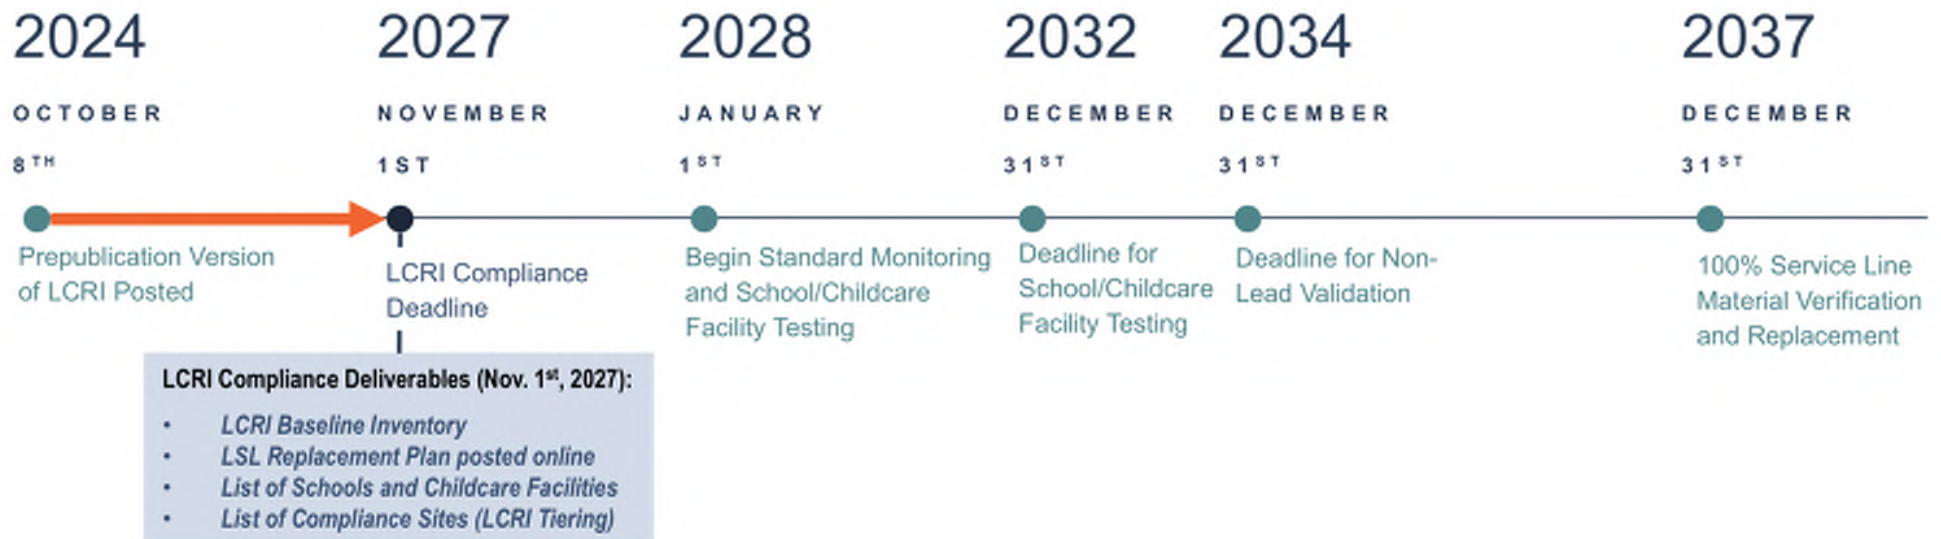 2024
OCTOBER
8TH
Prepublication Version
of LCRI Posted
2027
NOVEMBER
1ST
LCRI Compliance
Deadline
LCRI Compliance Deliverables (Nov. 1st, 2027):
• LCRI Baseline Inventory
• LSL Replacement Plan posted online
• List of Schools and Childcare Facilities
• List of Compliance Sites (LCRI Tiering)
2028
JANUARY
1ST
Begin Standard Monitoring
and School/Childcare
Facility Testing
2032
DECEMBER
31ST
Deadline for
School/Childcare
Facility Testing
2034
DECEMBER
31ST
Deadline for Non-
Lead Validation
2037
DECEMBER
31ST
100% Service Line
Material Verification
and Replacement